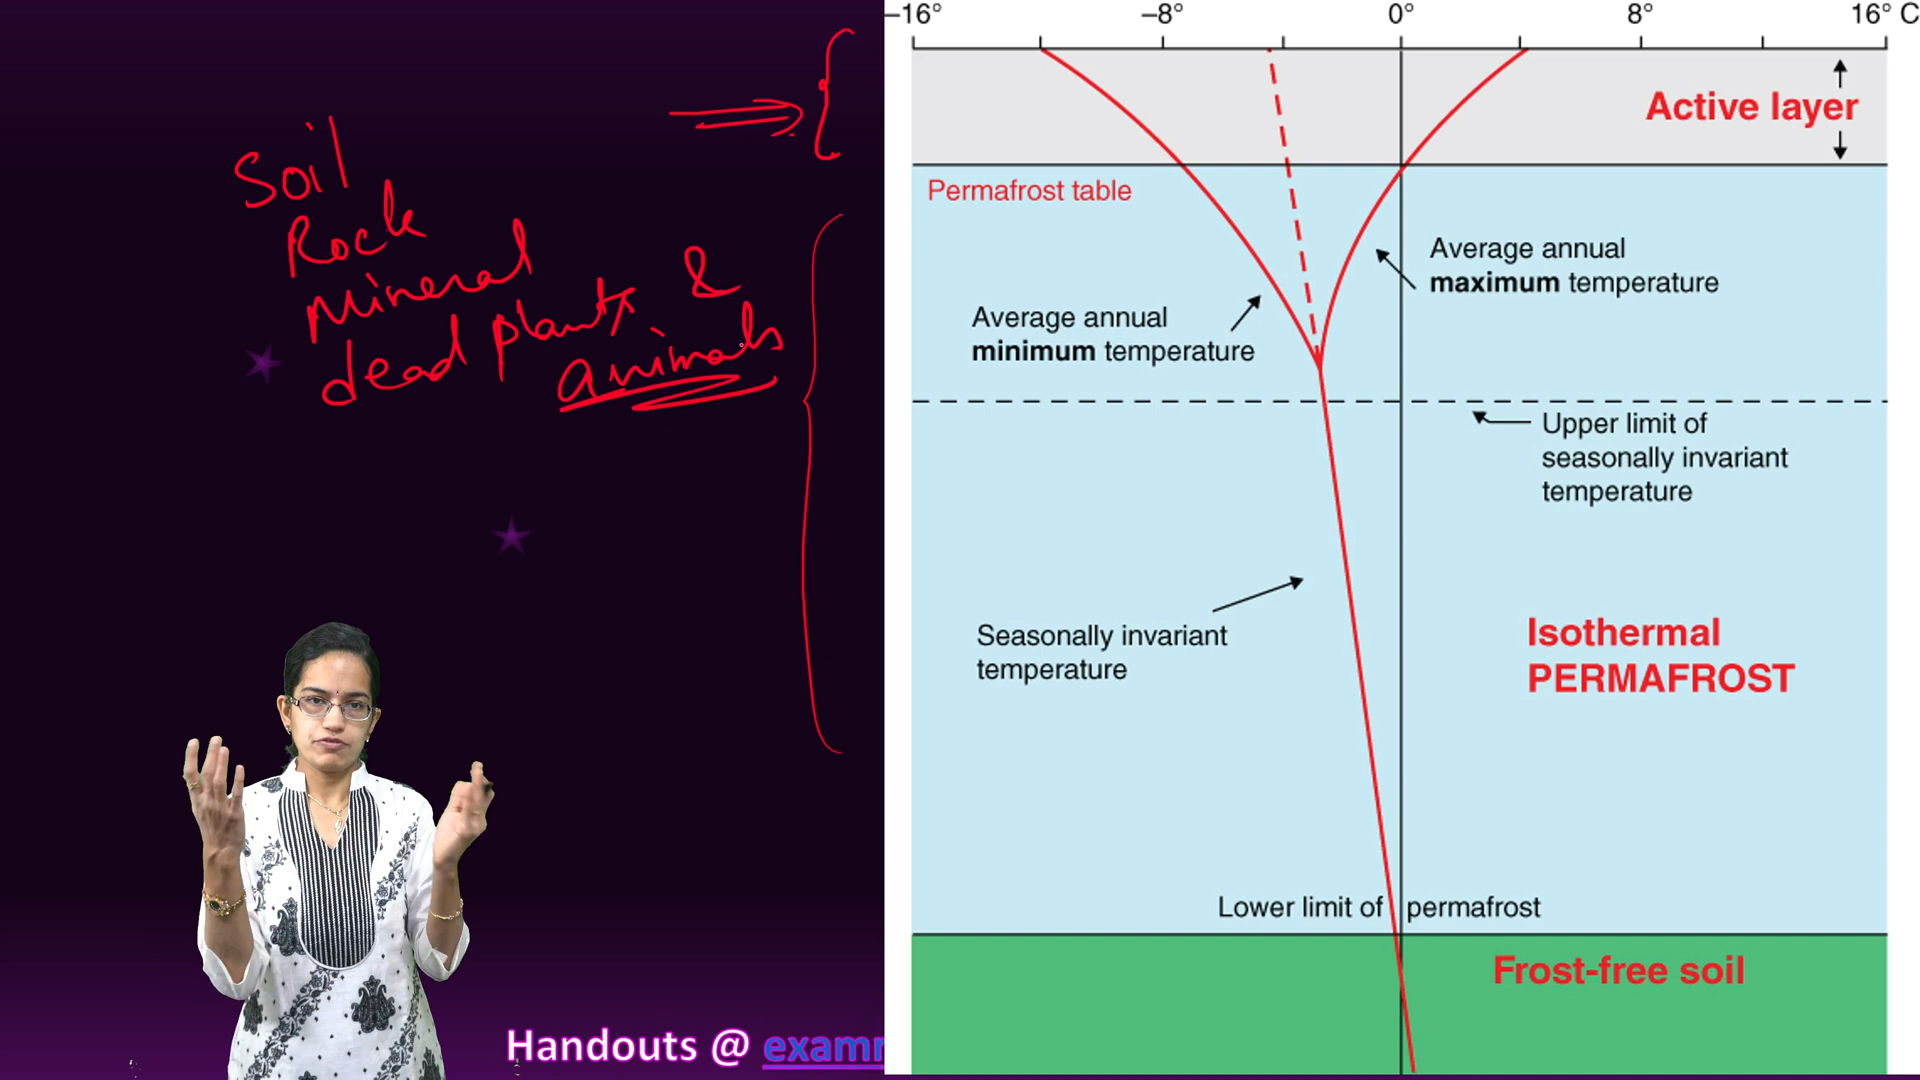 Soil
Rock
Mineral
dead plants &
animals
Handouts @ examr
–16°
–8°
0°
8°
16° C
Active layer
Permafrost table
Average annual
maximum temperature
Average annual
minimum temperature
Upper limit of
seasonally invariant
temperature
Seasonally invariant
temperature
Isothermal
PERMAFROST
Lower limit of permafrost
Frost-free soil